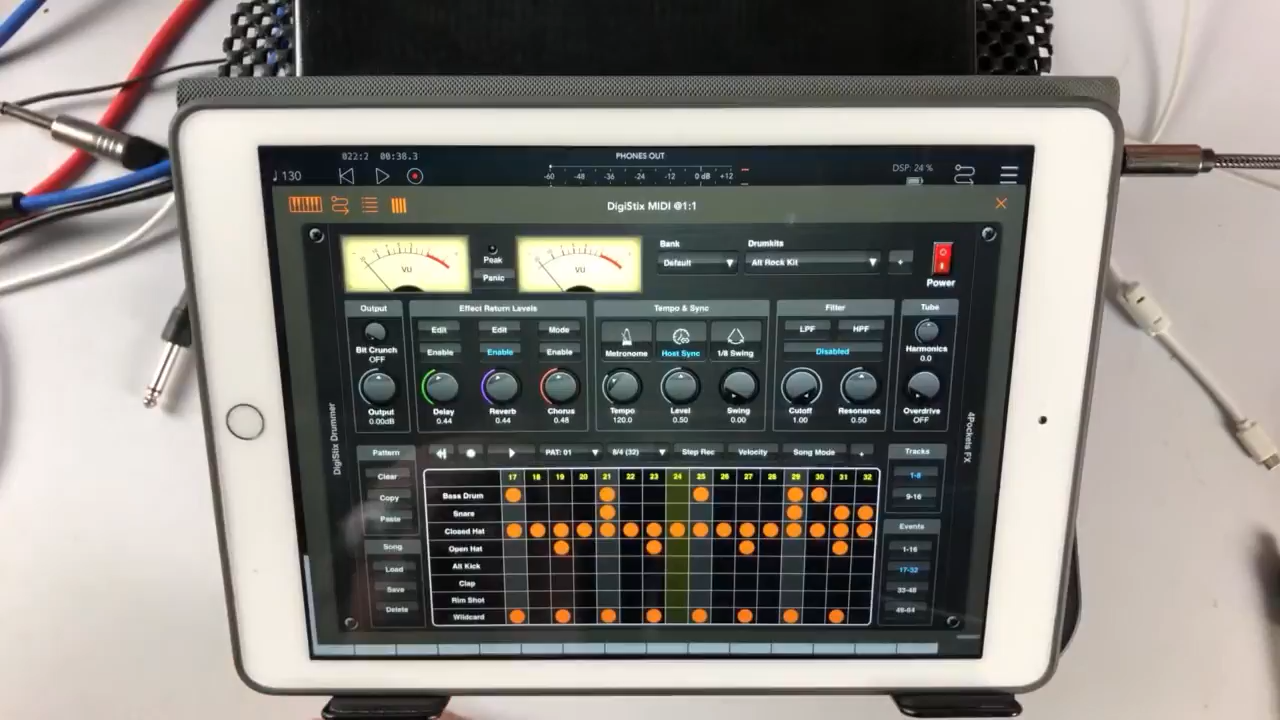 022:2 00:38.3
PHONES OUT
DSP: 24 %
130
-60 -48 -36 -24 -12 0 dB +12
DigiStix MIDI @1:1
VU
Peak
Panic
VU
Bank
Default
Drumkits
Alt Rock Kit
+
Power
Output
Effect Return Levels
Tempo & Sync
Filter
Tube
Edit Edit Mode
LPF HPF
Bit Crunch
OFF
Enable Enable Enable
Metronome Host Sync 1/8 Swing
Disabled
Harmonics
0.0
Output
0.00dB
Delay
0.44
Reverb
0.44
Chorus
0.48
Tempo
120.0
Level
0.50
Swing
0.00
Cutoff
1.00
Resonance
0.50
Overdrive
OFF
DigiStix Drummer
4Pockets FX
Pattern
PAT: 01
8/4 (32)
Step Rec
Velocity
Song Mode
+
Tracks
Clear
Copy
Paste
Song
Load
Save
Delete
17 18 19 20 21 22 23 24 25 26 27 28 29 30 31 32
Bass Drum
Snare
Closed Hat
Open Hat
Alt Kick
Clap
Rim Shot
Wildcard
1-8
9-16
Events
1-16
17-32
33-48
49-64